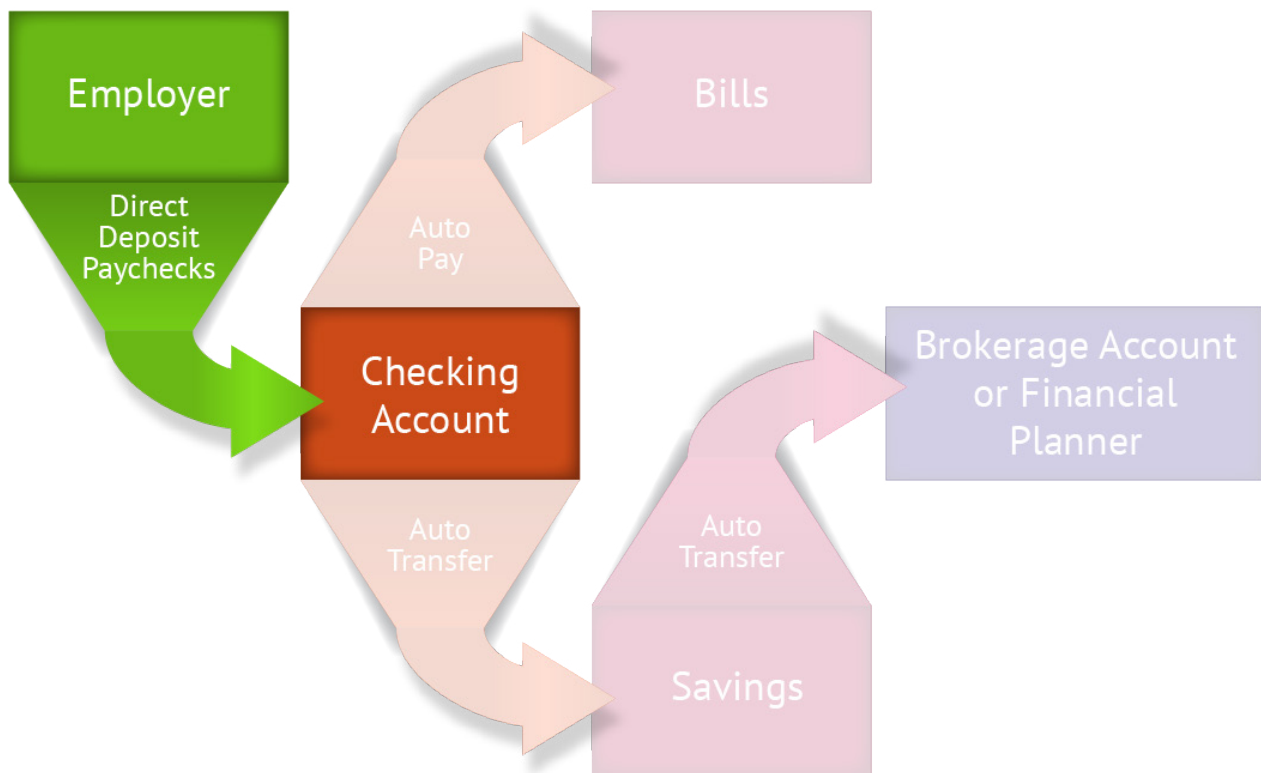 Employer
Direct
Deposit
Paychecks
Bills
Auto
Pay
Checking
Account
Brokerage Account
or Financial
Planner
Auto
Transfer
Auto
Transfer
Savings